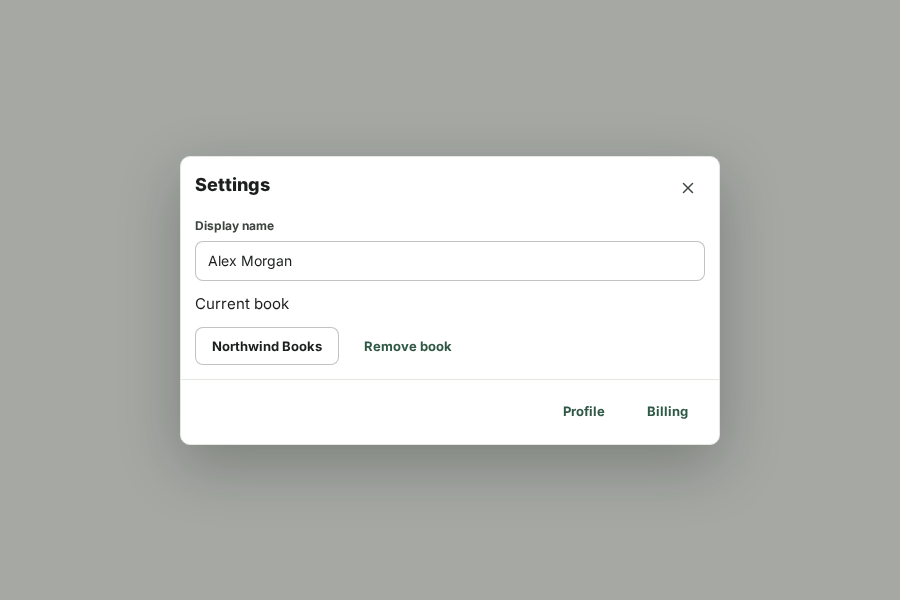 Settings
Display name
Alex Morgan
Current book
Northwind Books Remove book
Profile Billing